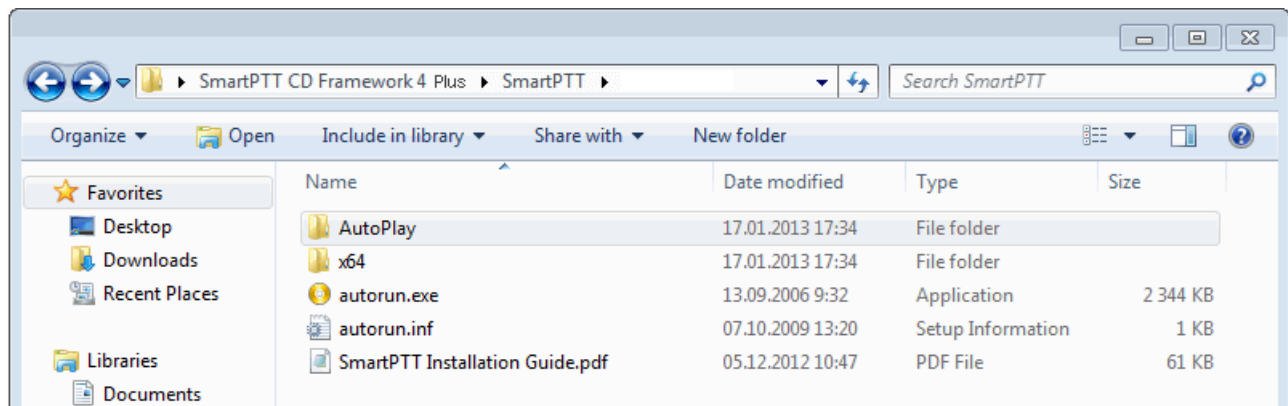 SmartPTT CD Framework 4 Plus SmartPTT Search SmartPTT
Organize Open Include in library Share with New folder
Favorites Name Date modified Type Size
Desktop AutoPlay 17.01.2013 17:34 File folder
Downloads x64 17.01.2013 17:34 File folder
Recent Places autorun.exe 13.09.2006 9:32 Application 2 344 KB
autorun.inf 07.10.2009 13:20 Setup Information 1 KB
Libraries SmartPTT Installation Guide.pdf 05.12.2012 10:47 PDF File 61 KB
Documents